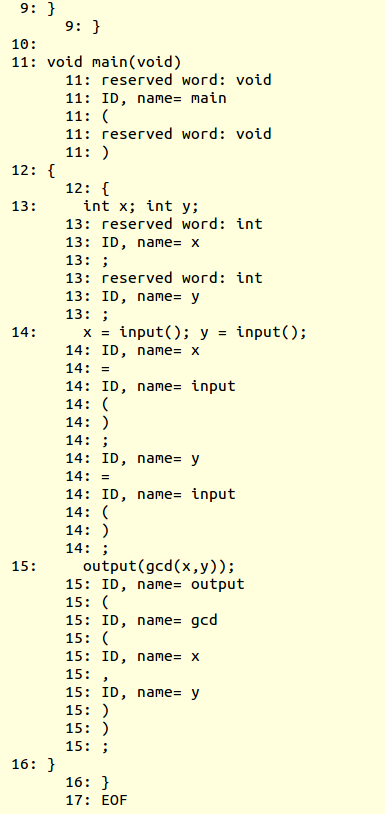 9: }
9: }
10:
11: void main(void)
11: reserved word: void
11: ID, name= main
11: (
11: reserved word: void
11: )
12: {
12: {
13: int x; int y;
13: reserved word: int
13: ID, name= x
13: ;
13: reserved word: int
13: ID, name= y
13: ;
14: x = input(); y = input();
14: ID, name= x
14: =
14: ID, name= input
14: (
14: )
14: ;
14: ID, name= y
14: =
14: ID, name= input
14: (
14: )
14: ;
15: output(gcd(x,y));
15: ID, name= output
15: (
15: ID, name= gcd
15: (
15: ID, name= x
15: ,
15: ID, name= y
15: )
15: )
15: ;
16: }
16: }
17: EOF